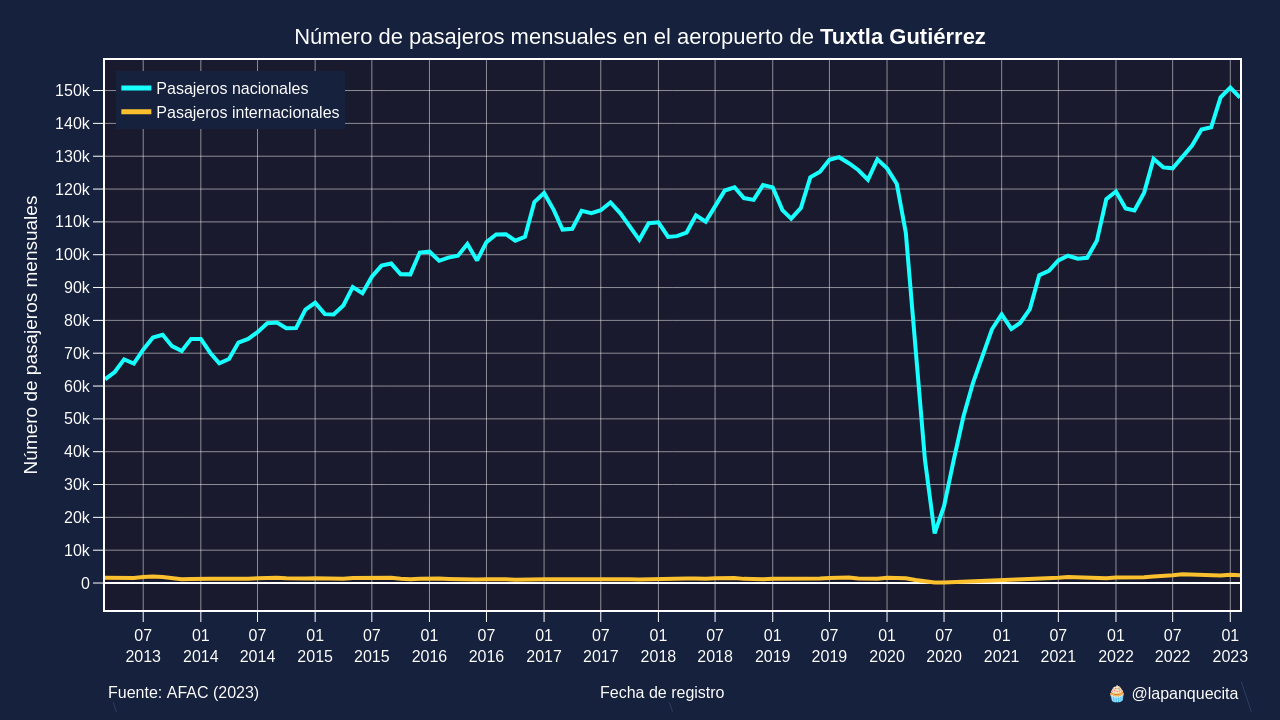 Número de pasajeros mensuales en el aeropuerto de Tuxtla Gutiérrez
Pasajeros nacionales
Pasajeros internacionales
Número de pasajeros mensuales
150k
140k
130k
120k
110k
100k
90k
80k
70k
60k
50k
40k
30k
20k
10k
0
07 01 07 01 07 01 07 01 07 01 07 01 07 01 07 01 07 01 07 01
2013 2014 2014 2015 2015 2016 2016 2017 2017 2018 2018 2019 2019 2020 2020 2021 2021 2022 2022 2023
Fuente: AFAC (2023)
Fecha de registro
🧁 @lapanquecita